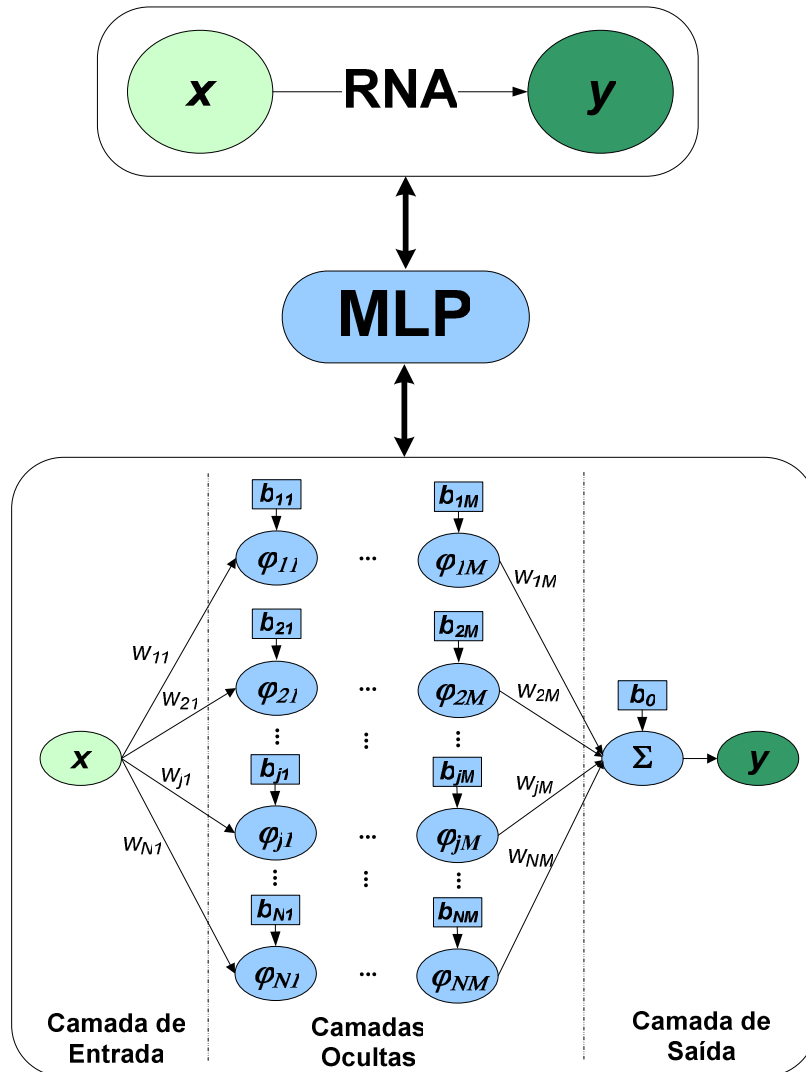 x RNA y
MLP
b11 ... b1M
φ11 ... φ1M
w11 w1M
b21 b2M
φ21 ... φ2M
w21 w2M
b0
x Σ y
bj1 bjM
wj1 wjM
φj1 ... φjM
wN1 wNM
bN1 bNM
φN1 ... φNM
Camada de
Entrada
Camadas
Ocultas
Camada de
Saída